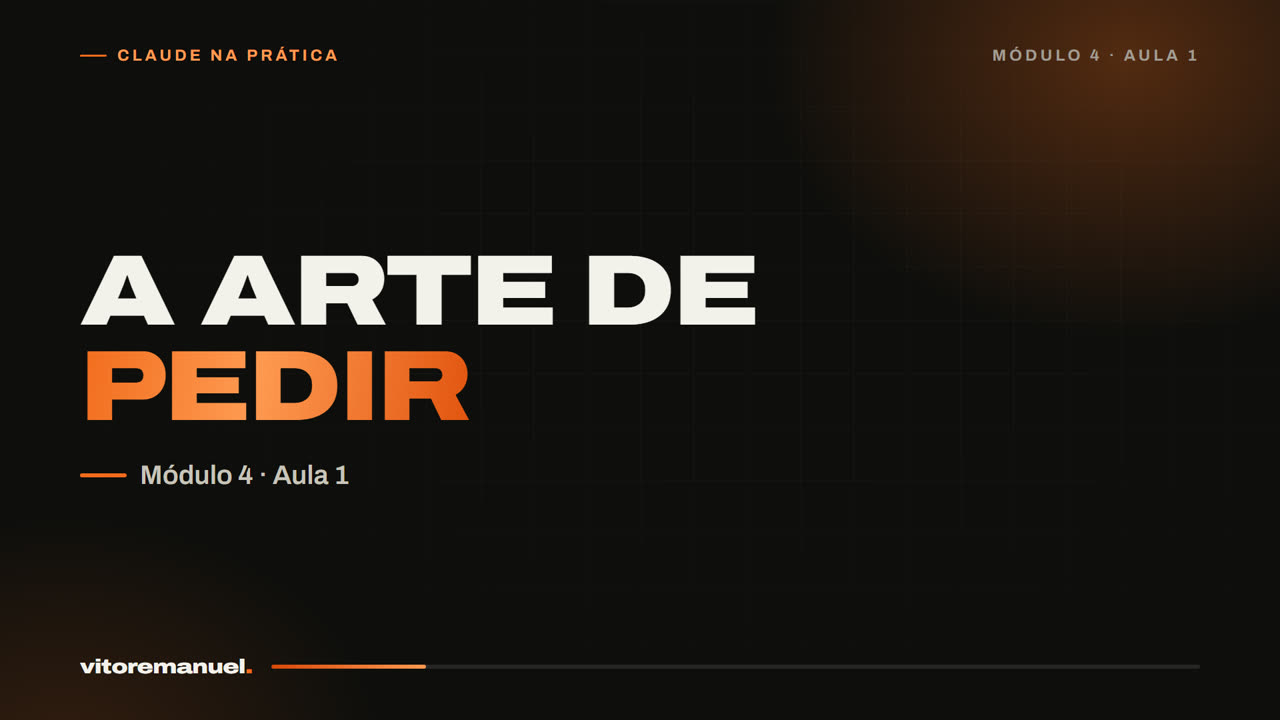 CLAUDE NA PRÁTICA
MÓDULO 4 · AULA 1
A ARTE DE
PEDIR
Módulo 4 · Aula 1
vitoremanuel.